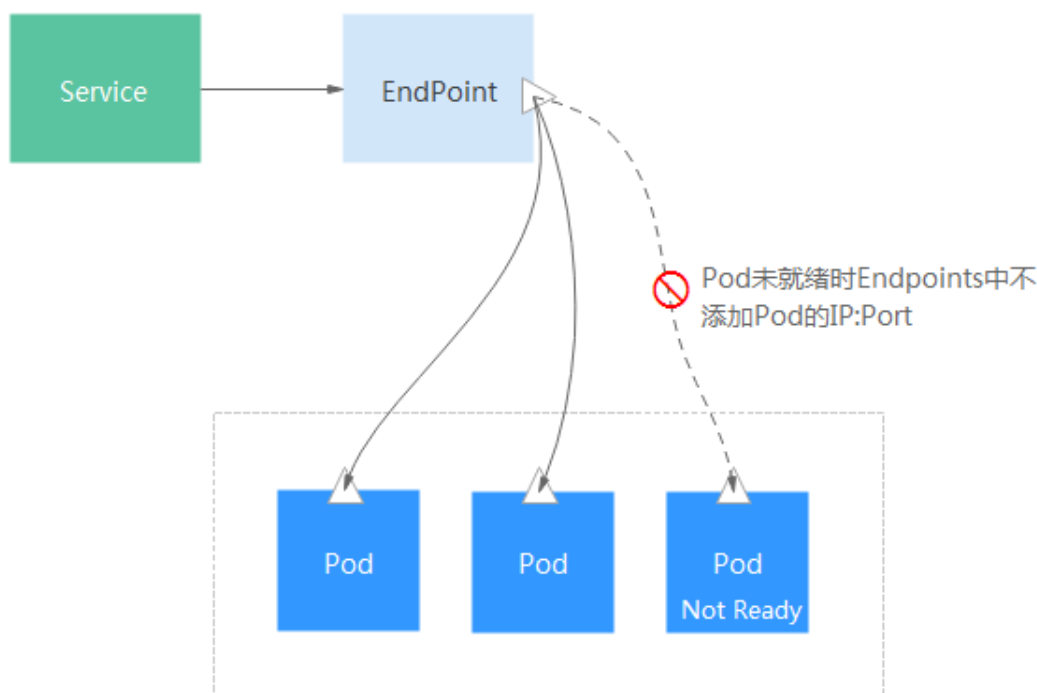 Service
EndPoint
Pod未就绪时Endpoints中不
添加Pod的IP:Port
Pod
Pod
Pod
Not Ready